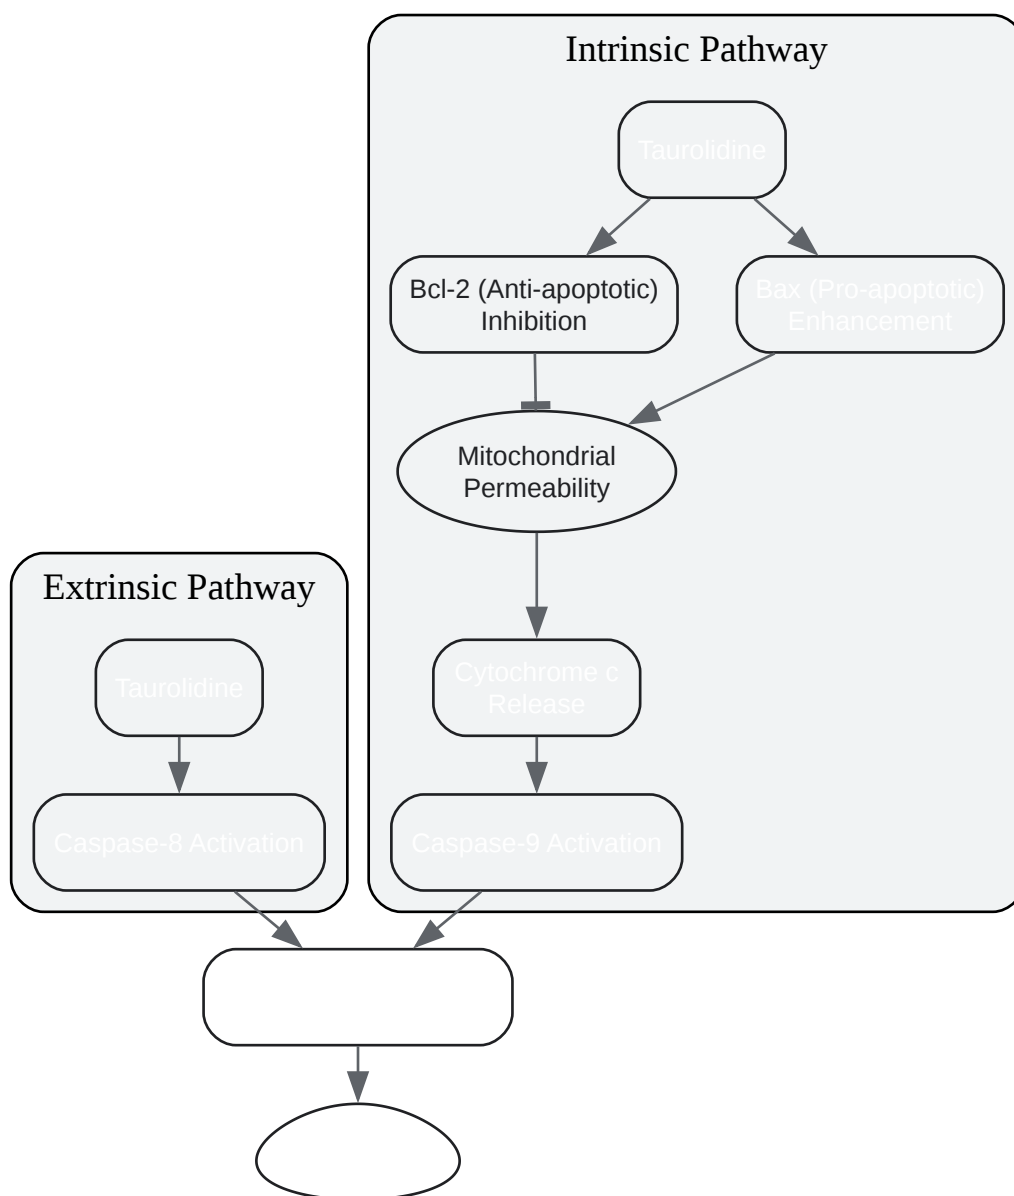 Intrinsic Pathway
Taurolidine
Bcl-2 (Anti-apoptotic)
Inhibition
Bax (Pro-apoptotic)
Enhancement
Mitochondrial
Permeability
Extrinsic Pathway
Taurolidine
Cytochrome c
Release
Caspase-8 Activation
Caspase-9 Activation